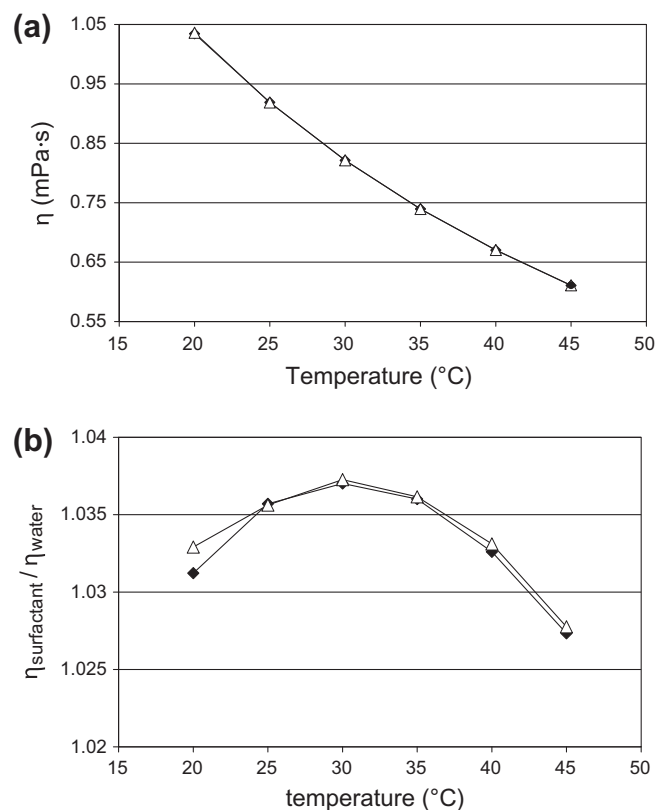 (a)
1.05
0.95
0.85
0.75
0.65
0.55
η (mPa·s)
15 20 25 30 35 40 45 50
Temperature (°C)
(b)
1.04
1.035
1.03
1.025
1.02
ηsurfactant / ηwater
15 20 25 30 35 40 45 50
temperature (°C)